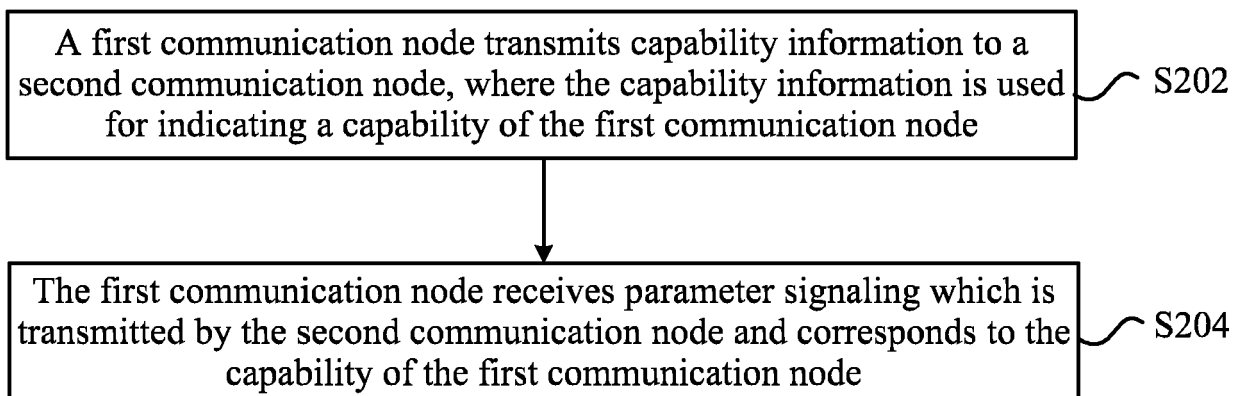 A first communication node transmits capability information to a
second communication node, where the capability information is used
for indicating a capability of the first communication node
S202
The first communication node receives parameter signaling which is
transmitted by the second communication node and corresponds to the
capability of the first communication node
S204